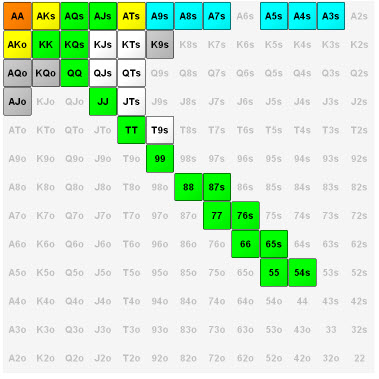 AA AKs AQs AJs ATs A9s A8s A7s A6s A5s A4s A3s A2s
AKo KK KQs KJs KTs K9s K8s K7s K6s K5s K4s K3s K2s
AQo KQo QQ QJs QTs Q9s Q8s Q7s Q6s Q5s Q4s Q3s Q2s
AJo KJo QJo JJ JTs J9s J8s J7s J6s J5s J4s J3s J2s
ATo KTo QTo JTo TT T9s T8s T7s T6s T5s T4s T3s T2s
A9o K9o Q9o J9o T9o 99 98s 97s 96s 95s 94s 93s 92s
A8o K8o Q8o J8o T8o 98o 88 87s 86s 85s 84s 83s 82s
A7o K7o Q7o J7o T7o 97o 87o 77 76s 75s 74s 73s 72s
A6o K6o Q6o J6o T6o 96o 86o 76o 66 65s 64s 63s 62s
A5o K5o Q5o J5o T5o 95o 85o 75o 65o 55 54s 53s 52s
A4o K4o Q4o J4o T4o 94o 84o 74o 64o 54o 44 43s 42s
A3o K3o Q3o J3o T3o 93o 83o 73o 63o 53o 43o 33 32s
A2o K2o Q2o J2o T2o 92o 82o 72o 62o 52o 42o 32o 22